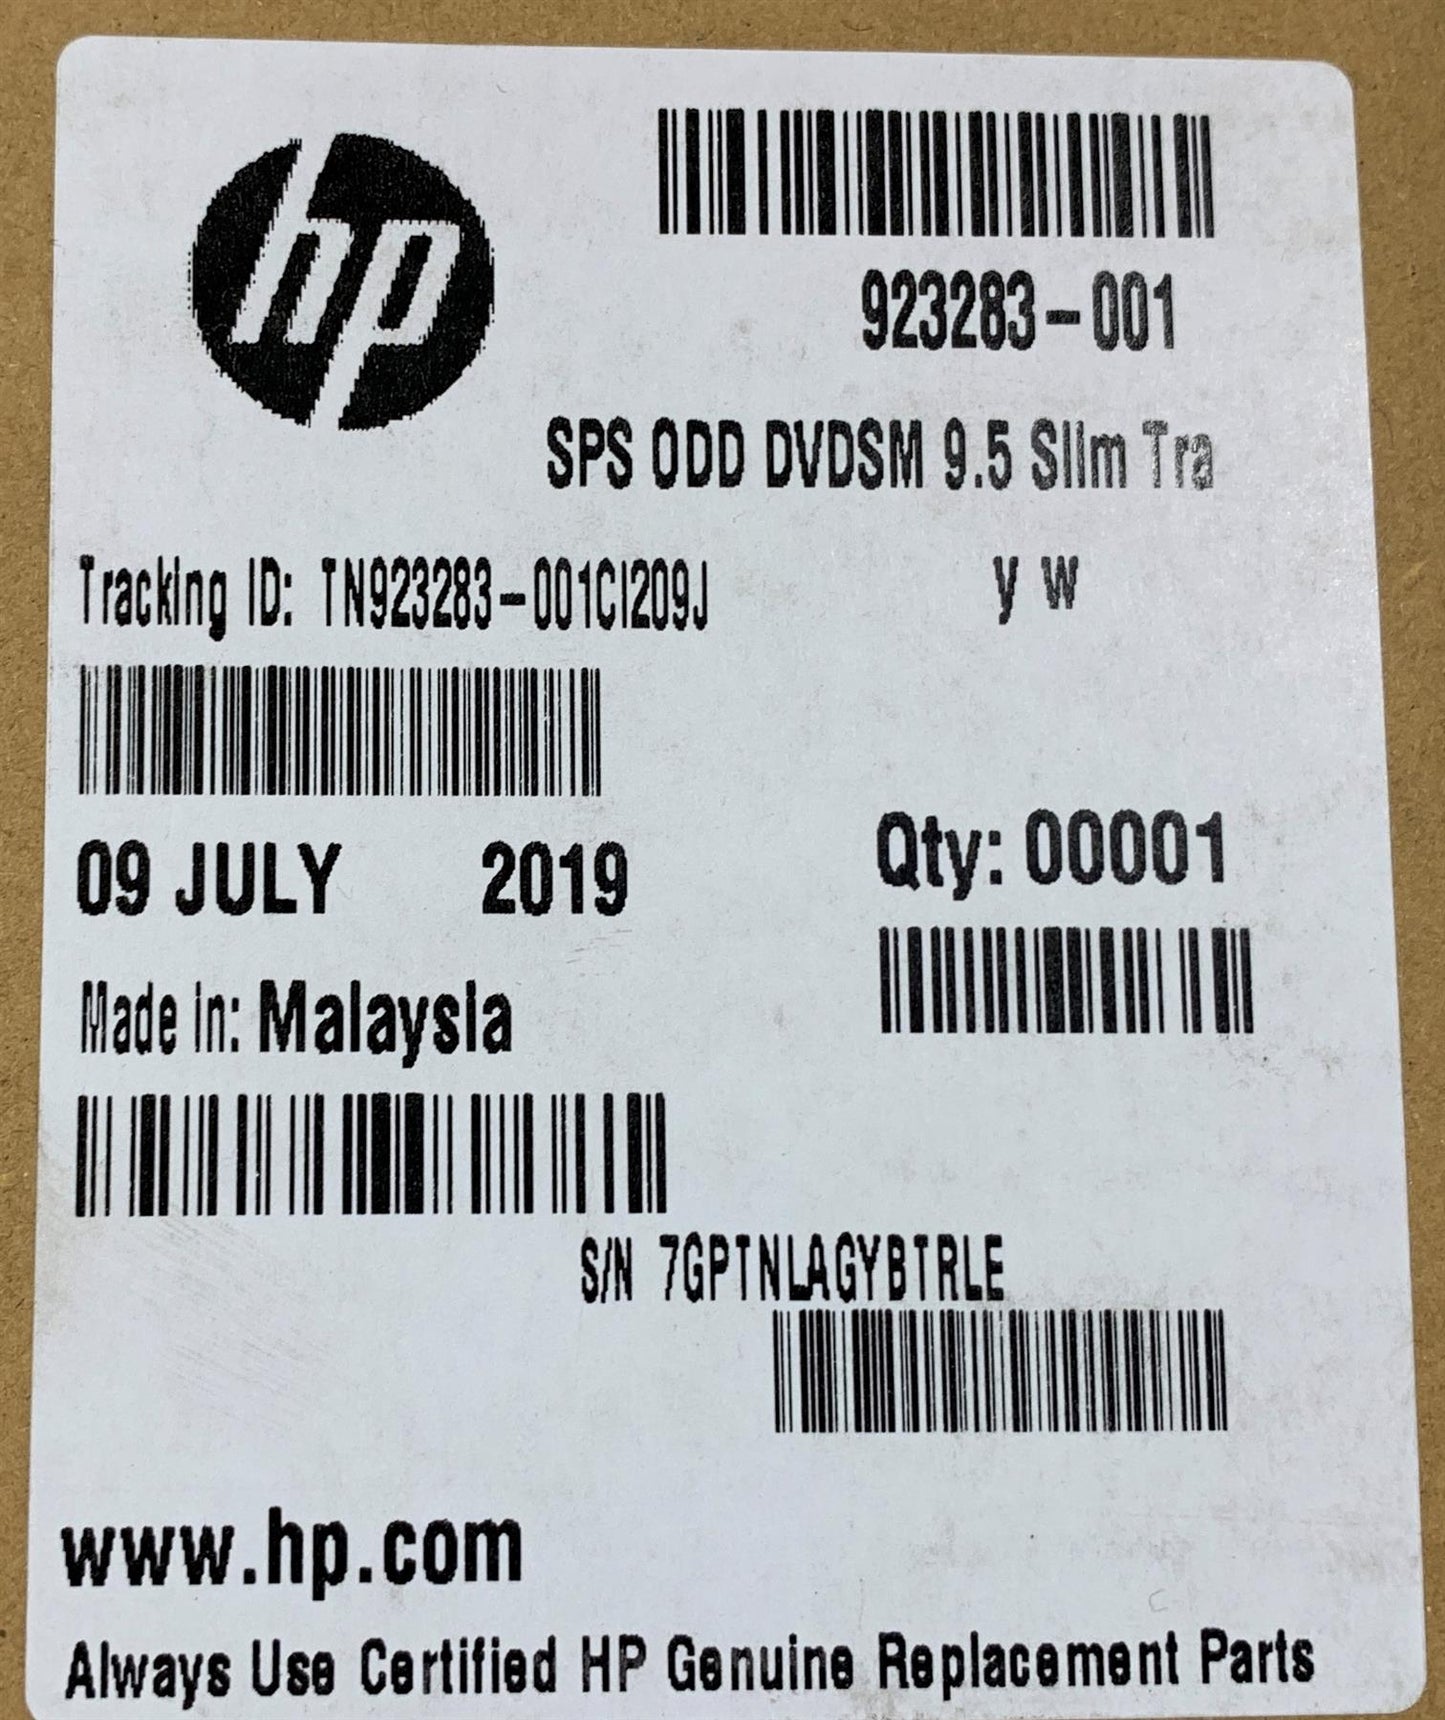 hp
923283-001
SPS ODD DVDSM 9.5 Slim Tra
y w
Tracking ID: TN923283-001CI209J
09 JULY 2019
Qty: 00001
Made in: Malaysia
S/N 7GPTNLAGYBTRLE
www.hp.com
Always Use Certified HP Genuine Replacement Parts